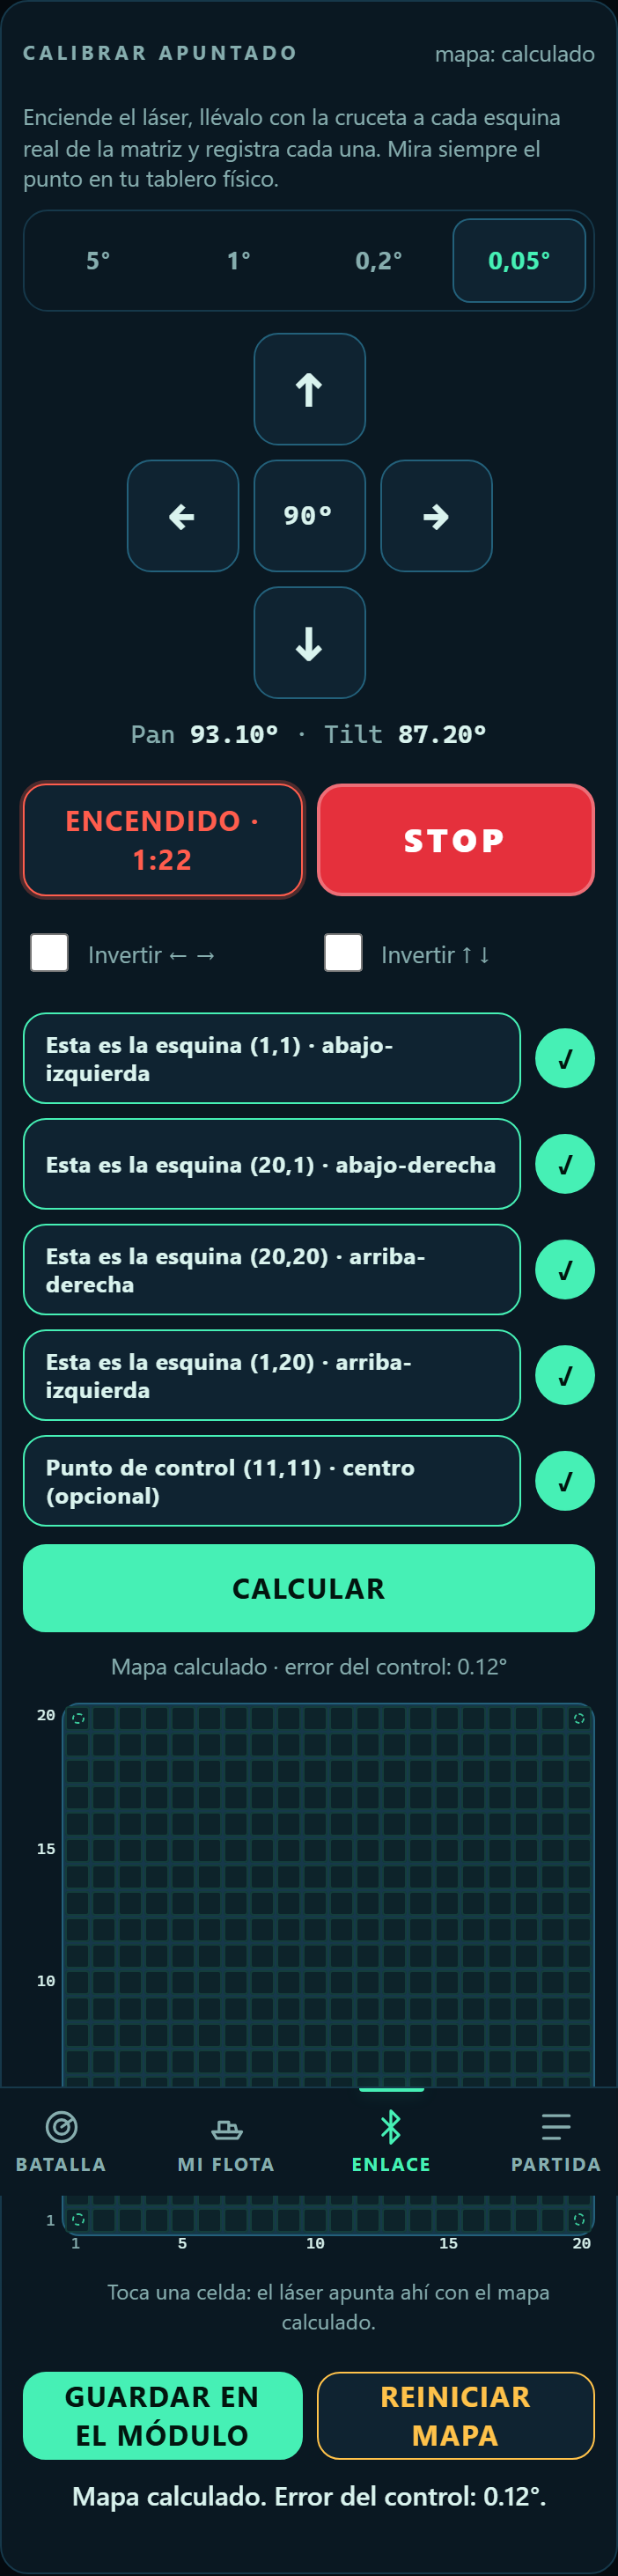 CALIBRAR APUNTADO
mapa: calculado
Enciende el láser, llévalo con la cruceta a cada esquina
real de la matriz y registra cada una. Mira siempre el
punto en tu tablero físico.
5° 1° 0,2° 0,05°
↑
← 90° →
↓
Pan 93.10° · Tilt 87.20°
ENCENDIDO ·
1:22
STOP
Invertir ← →
Invertir ↑ ↓
Esta es la esquina (1,1) · abajo-
izquierda
✓
Esta es la esquina (20,1) · abajo-derecha
✓
Esta es la esquina (20,20) · arriba-
derecha
✓
Esta es la esquina (1,20) · arriba-
izquierda
✓
Punto de control (11,11) · centro
(opcional)
✓
CALCULAR
Mapa calculado · error del control: 0.12°
20
15
10
BATALLA MI FLOTA ENLACE PARTIDA
1
1 5 10 15 20
Toca una celda: el láser apunta ahí con el mapa
calculado.
GUARDAR EN
EL MÓDULO
REINICIAR
MAPA
Mapa calculado. Error del control: 0.12°.